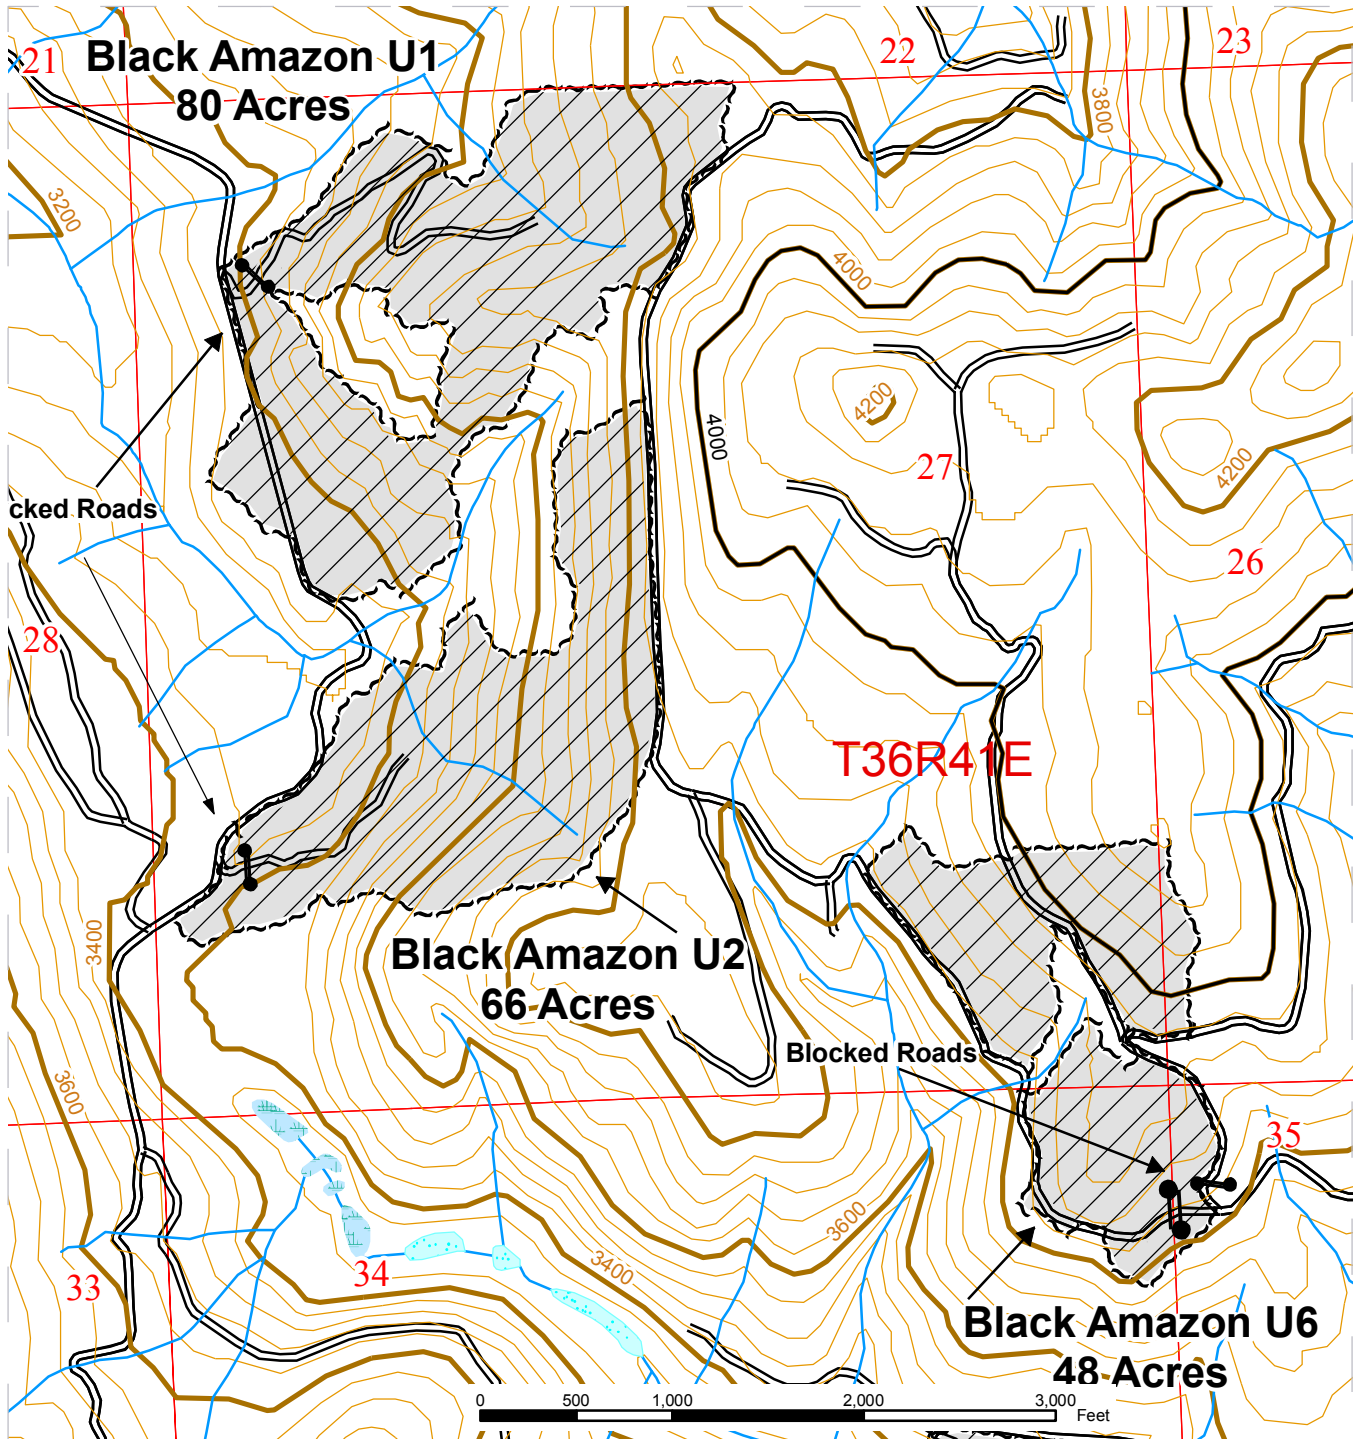 21
Black Amazon U1
80 Acres
22
23
3800
3200
4000
4200
4000
27
4200
cked Roads
26
28
T36R41E
3400
Black Amazon U2
66 Acres
Blocked Roads
3600
35
3600
33
34
3400
Black Amazon U6
48 Acres
0 500 1,000 2,000 3,000
Feet